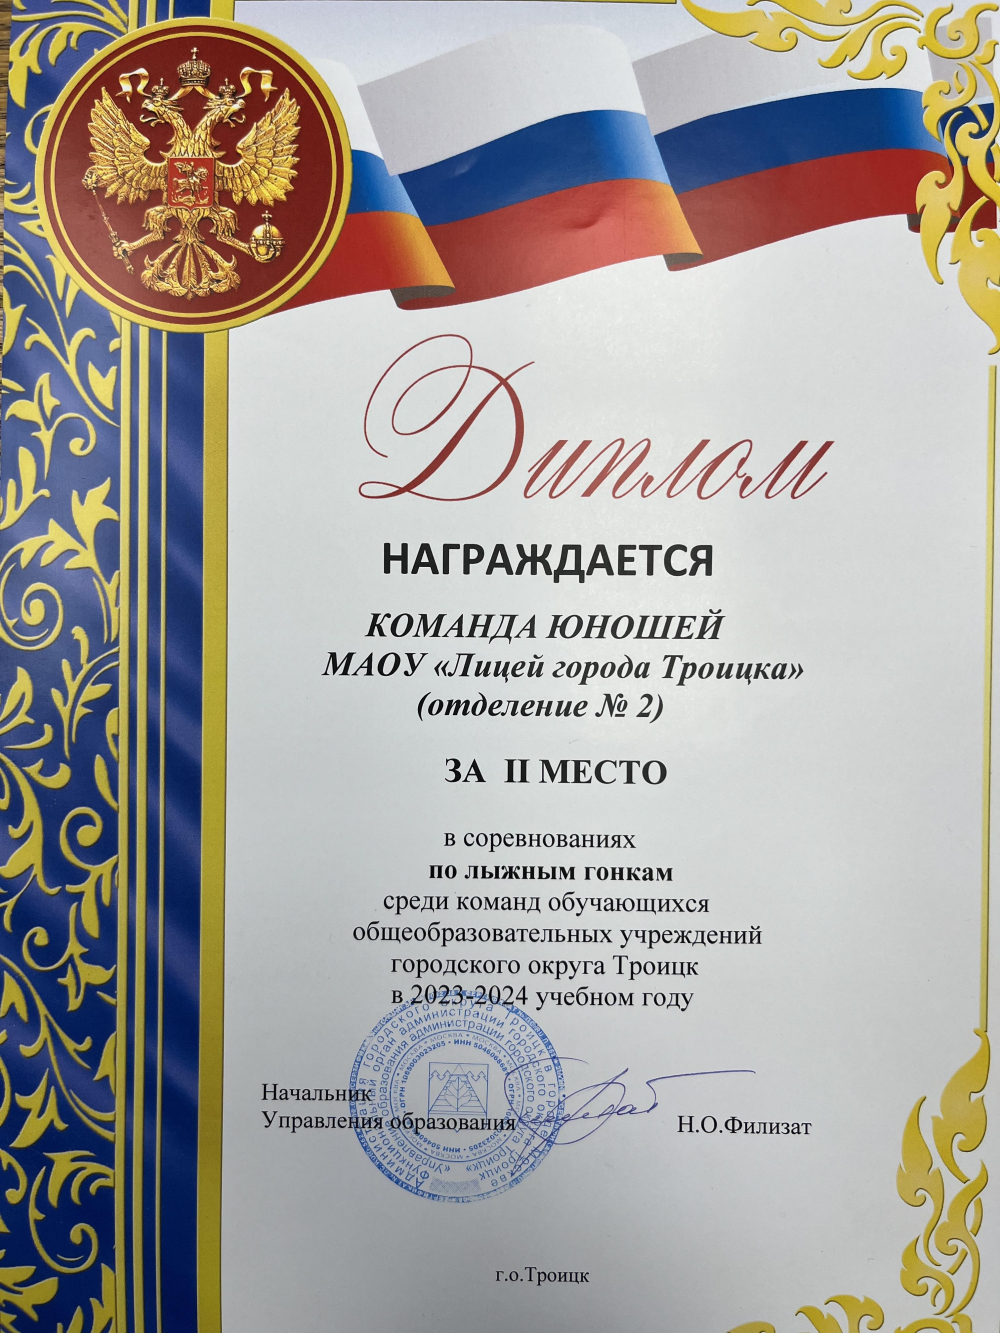 Диплом
НАГРАЖДАЕТСЯ
КОМАНДА ЮНОШЕЙ
МАОУ «Лицей города Троицка»
(отделение № 2)
ЗА II МЕСТО
в соревнованиях
по лыжным гонкам
среди команд обучающихся
общеобразовательных учреждений
городского округа Троицк
в 2023-2024 учебном году
Начальник
Управления образования
Н.О.Филизат
г.о.Троицк